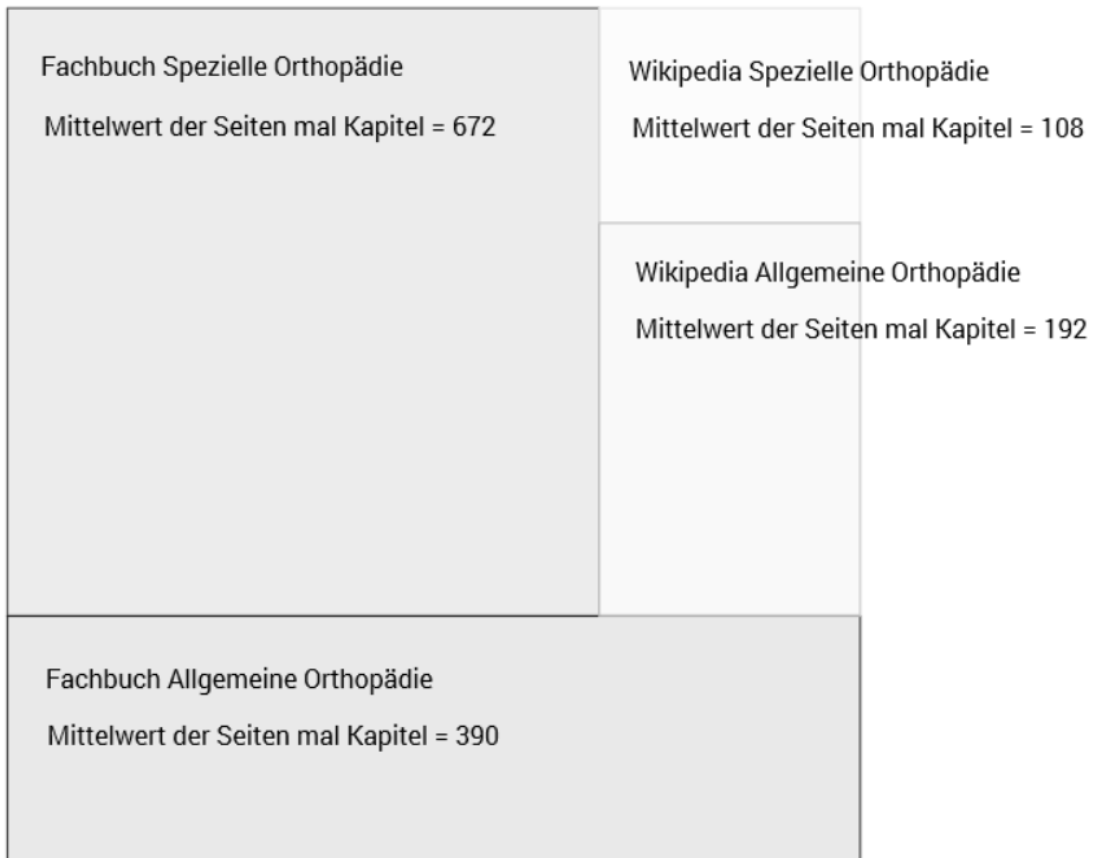 Fachbuch Spezielle Orthopädie
Mittelwert der Seiten mal Kapitel = 672
Wikipedia Spezielle Orthopädie
Mittelwert der Seiten mal Kapitel = 108
Wikipedia Allgemeine Orthopädie
Mittelwert der Seiten mal Kapitel = 192
Fachbuch Allgemeine Orthopädie
Mittelwert der Seiten mal Kapitel = 390